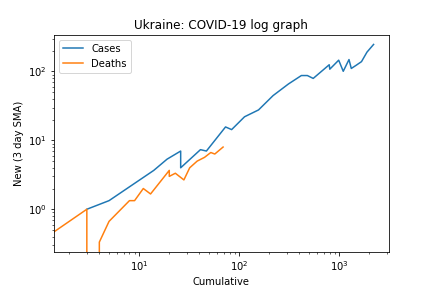 Ukraine: COVID-19 log graph
Cases
Deaths
New (3 day SMA)
10²
10¹
10⁰
10¹ 10² 10³
Cumulative